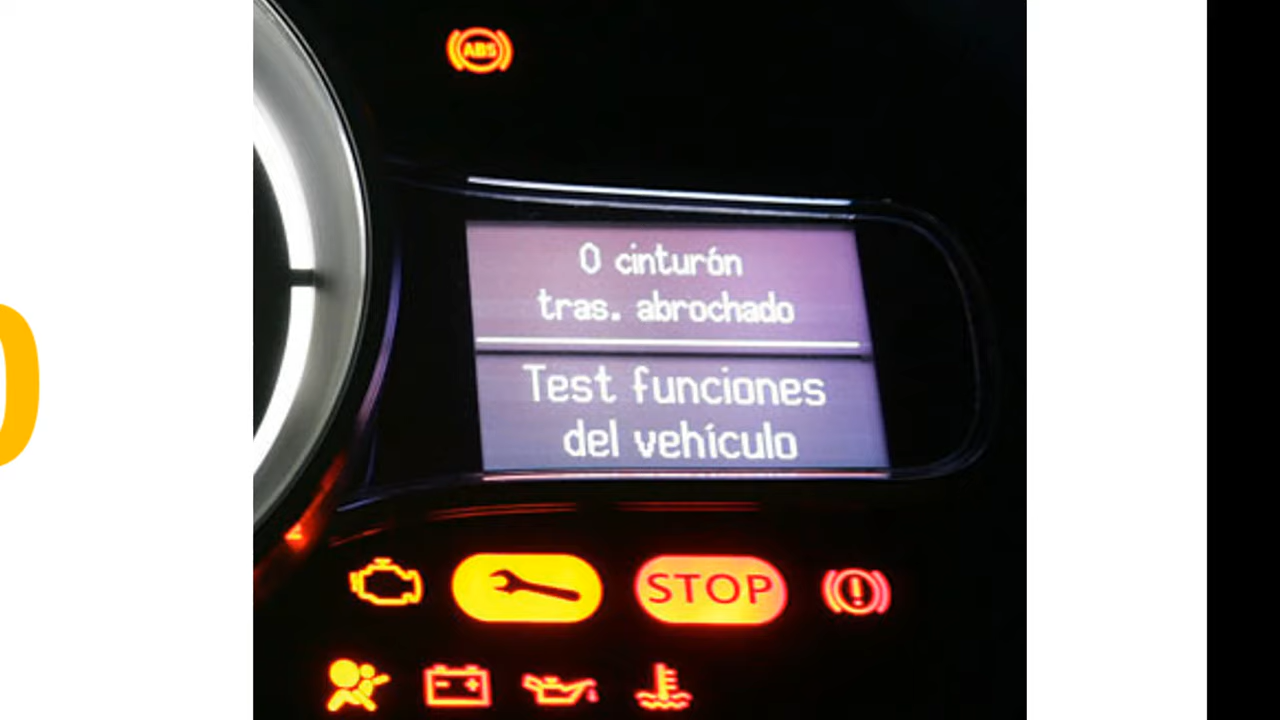 ABS
0 cinturón
tras. abrochado
Test funciones
del vehículo
STOP